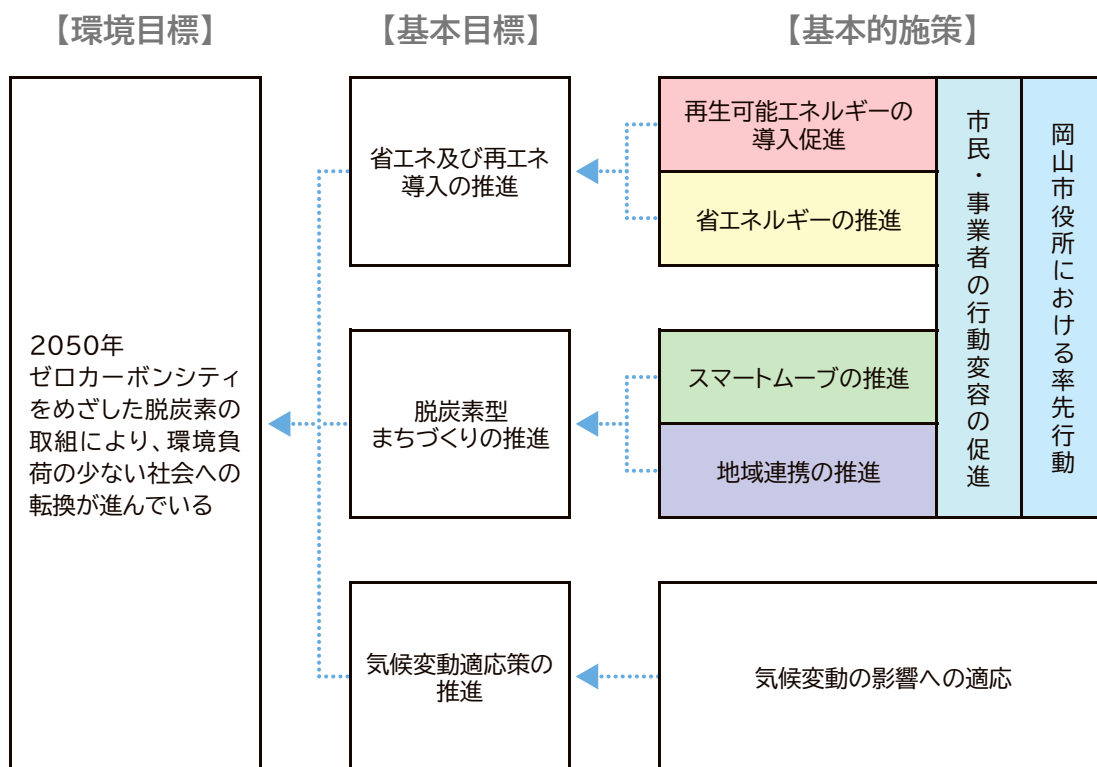 【環境目標】
【基本目標】
【基本的施策】
2050年
ゼロカーボンシティ
をめざした脱炭素の
取組により、環境負
荷の少ない社会への
転換が進んでいる
省エネ及び再エネ
導入の推進
再生可能エネルギーの
導入促進
省エネルギーの推進
脱炭素型
まちづくりの推進
スマートムーブの推進
地域連携の推進
市民・事業者の行動変容の促進
岡山市役所における率先行動
気候変動適応策の
推進
気候変動の影響への適応